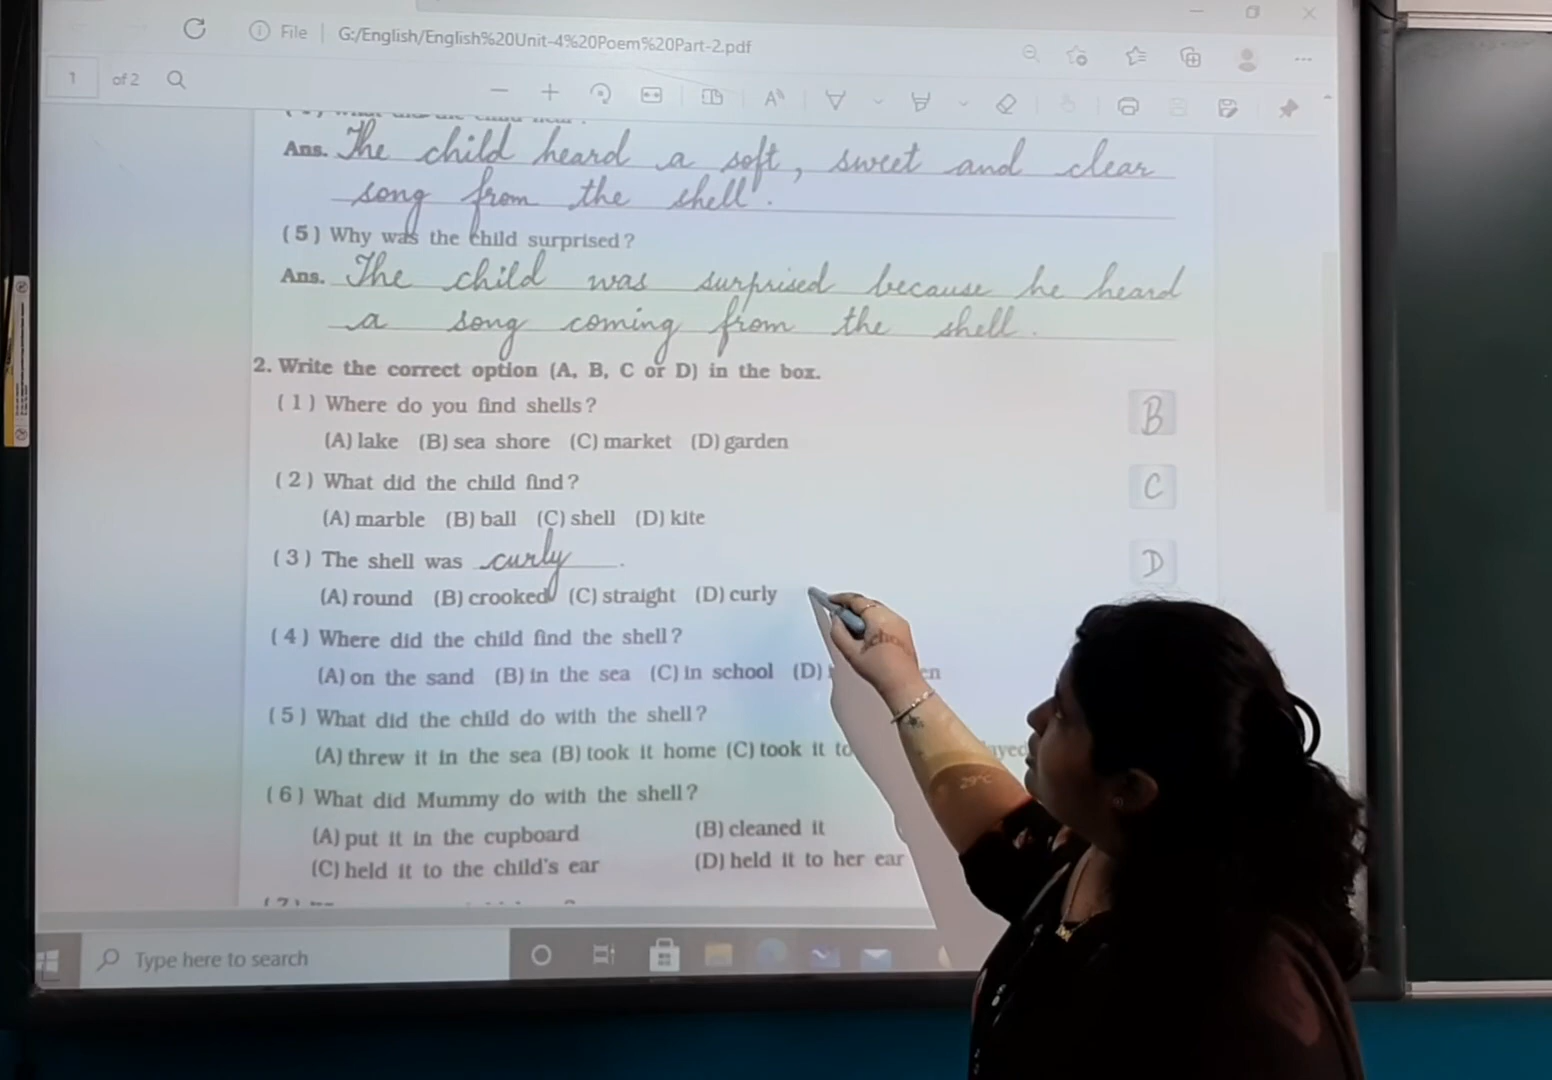 File | G:/English/English%20Unit-4%20Poem%20Part-2.pdf
1 of 2
Ans. The child heard a soft, sweet and clear
song from the shell.
(5) Why was the child surprised?
Ans. The child was surprised because he heard
a song coming from the shell.
2. Write the correct option (A, B, C or D) in the box.
(1) Where do you find shells? B
(A) lake (B) sea shore (C) market (D) garden
(2) What did the child find? C
(A) marble (B) ball (C) shell (D) kite
(3) The shell was curly. D
(A) round (B) crooked (C) straight (D) curly
(4) Where did the child find the shell?
(A) on the sand (B) in the sea (C) in school (D)
(5) What did the child do with the shell?
(A) threw it in the sea (B) took it home (C) took it to
(6) What did Mummy do with the shell?
(A) put it in the cupboard (B) cleaned it
(C) held it to the child's ear (D) held it to her ear
Type here to search
29°C